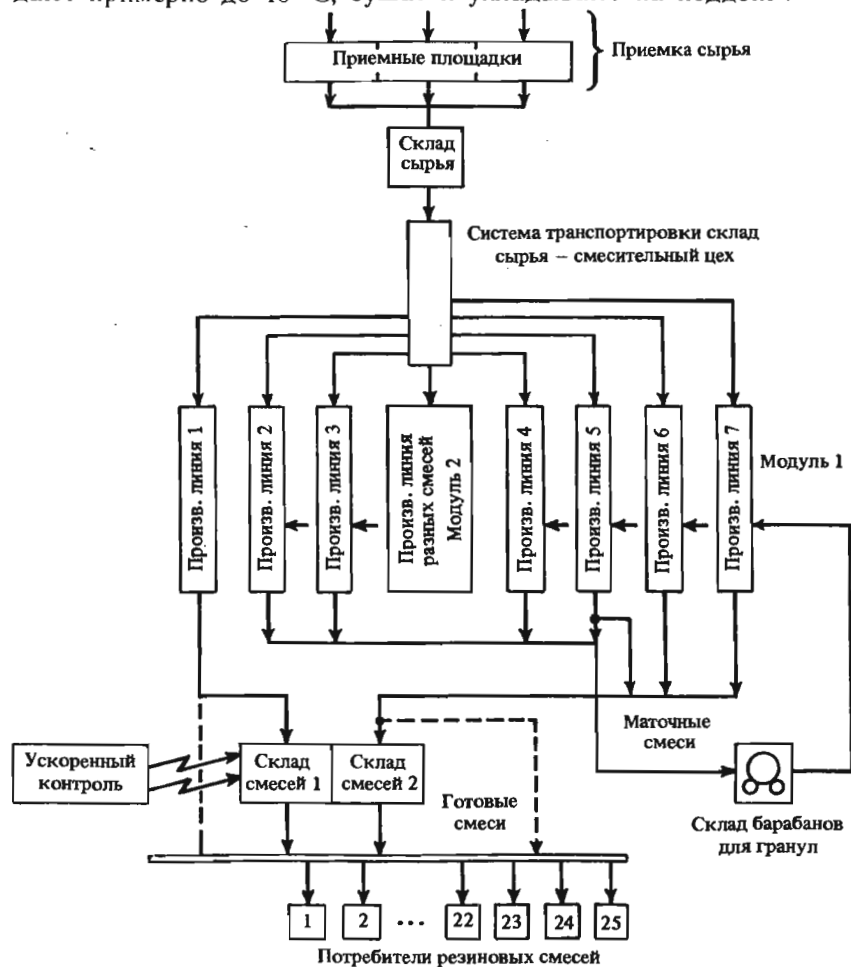 Приемные площадки
Приемка сырья
Склад
сырья
Система транспортировки склад
сырья – смесительный цех
Произв. линия 1
Произв. линия 2
Произв. линия 3
Произв. линия
разных смесей
Модуль 2
Произв. линия 4
Произв. линия 5
Произв. линия 6
Произв. линия 7
Модуль 1
Маточные
смеси
Ускоренный
контроль
Склад
смесей 1
Склад
смесей 2
Готовые
смеси
Склад барабанов
для гранул
1 2 ... 22 23 24 25
Потребители резиновых смесей